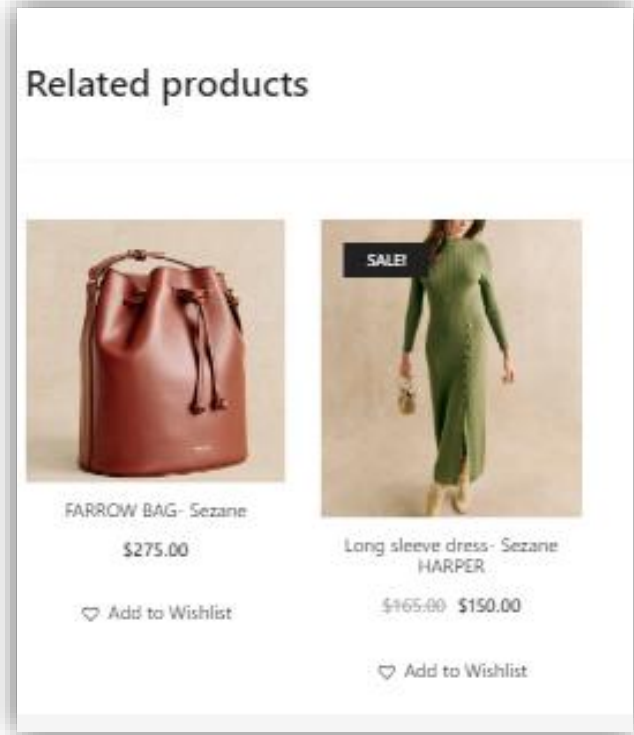 Related products
FARROW BAG- Sezane
$275.00
Add to Wishlist
SALE!
Long sleeve dress- Sezane
HARPER
$165.00 $150.00
Add to Wishlist